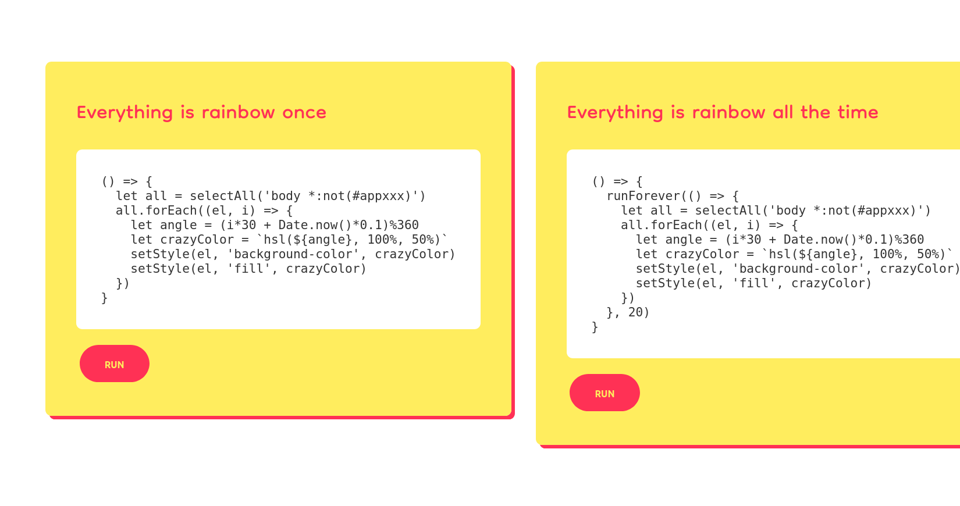 Everything is rainbow once
() => {
  let all = selectAll('body *:not(#appxxx)')
  all.forEach((el, i) => {
    let angle = (i*30 + Date.now()*0.1)%360
    let crazyColor = `hsl(${angle}, 100%, 50%)`
    setStyle(el, 'background-color', crazyColor)
    setStyle(el, 'fill', crazyColor)
  })
}
RUN
Everything is rainbow all the time
() => {
  runForever(() => {
    let all = selectAll('body *:not(#appxxx)')
    all.forEach((el, i) => {
      let angle = (i*30 + Date.now()*0.1)%360
      let crazyColor = `hsl(${angle}, 100%, 50%)`
      setStyle(el, 'background-color', crazyColor)
      setStyle(el, 'fill', crazyColor)
    })
  }, 20)
}
RUN